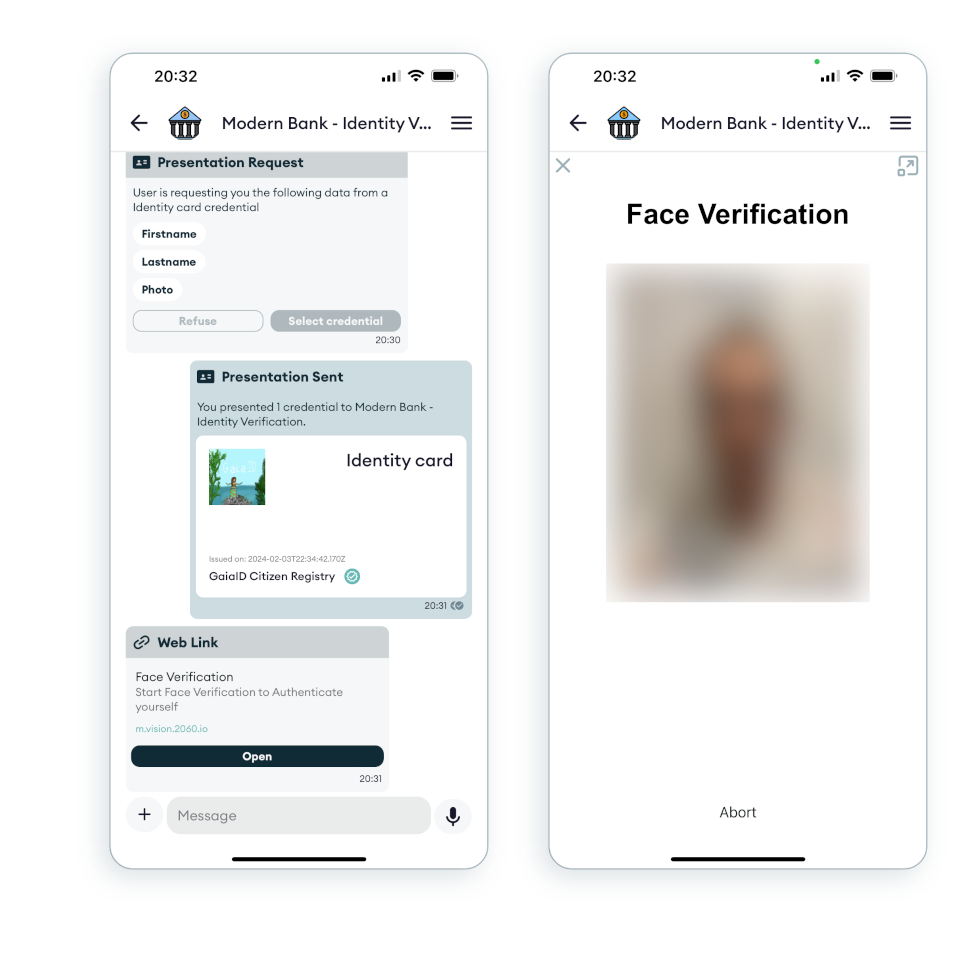 20:32
Modern Bank - Identity V...
Presentation Request
User is requesting you the following data from a
Identity card credential
Firstname
Lastname
Photo
Refuse
Select credential
20:30
Presentation Sent
You presented 1 credential to Modern Bank -
Identity Verification.
Gaia ID
Identity card
Issued on: 2024-02-03T22:34:42.170Z
GaiaID Citizen Registry
20:31
Web Link
Face Verification
Start Face Verification to Authenticate
yourself
m.vision.2060.io
Open
20:31
Message
20:32
Modern Bank - Identity V...
Face Verification
Abort